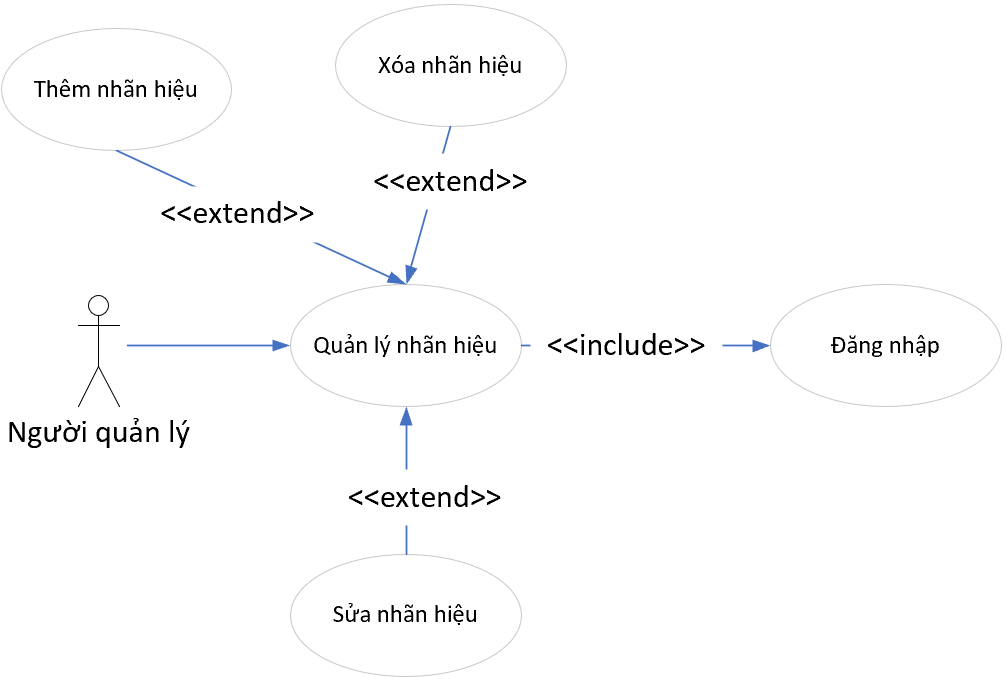 Xóa nhãn hiệu
Thêm nhãn hiệu
<<extend>>
<<extend>>
Quản lý nhãn hiệu
<<include>>
Đăng nhập
Người quản lý
<<extend>>
Sửa nhãn hiệu